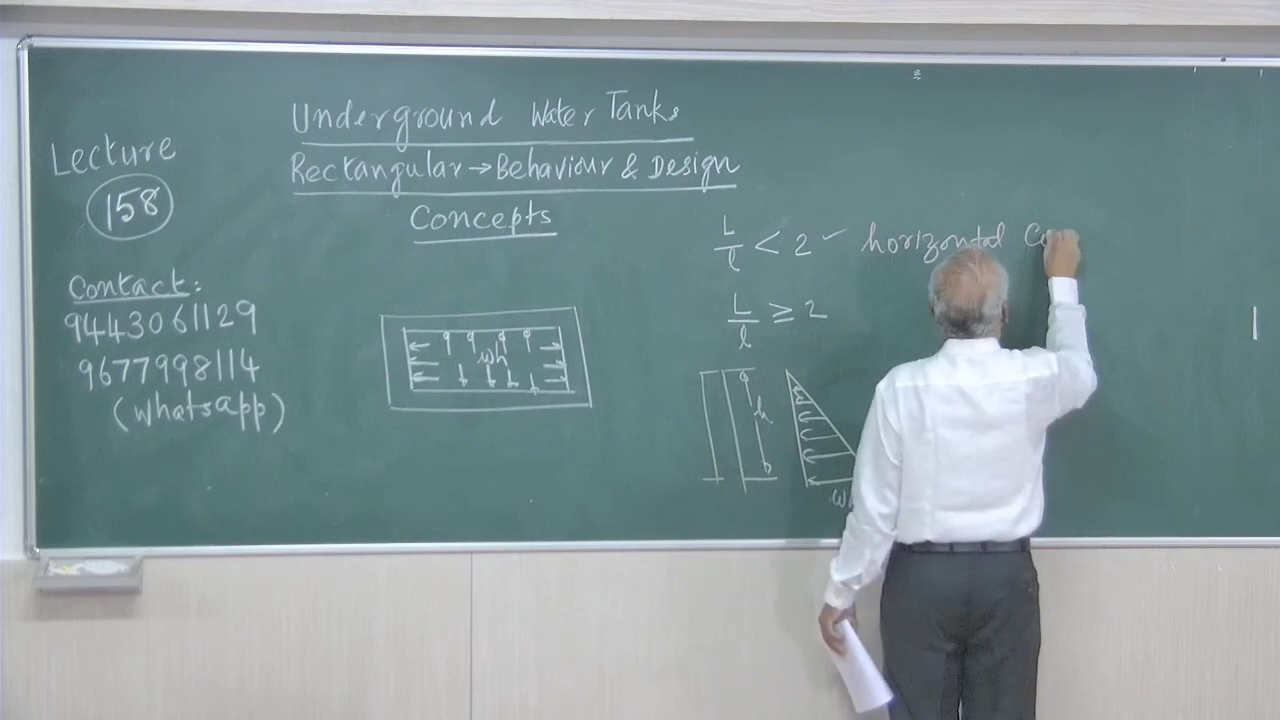 Underground Water Tanks
Rectangular → Behaviour & Design
Concepts
Lecture
158
Contact:
9443061129
9677998114
(Whatsapp)
wh
L/l < 2 - horizontal
L/l ≥ 2
h